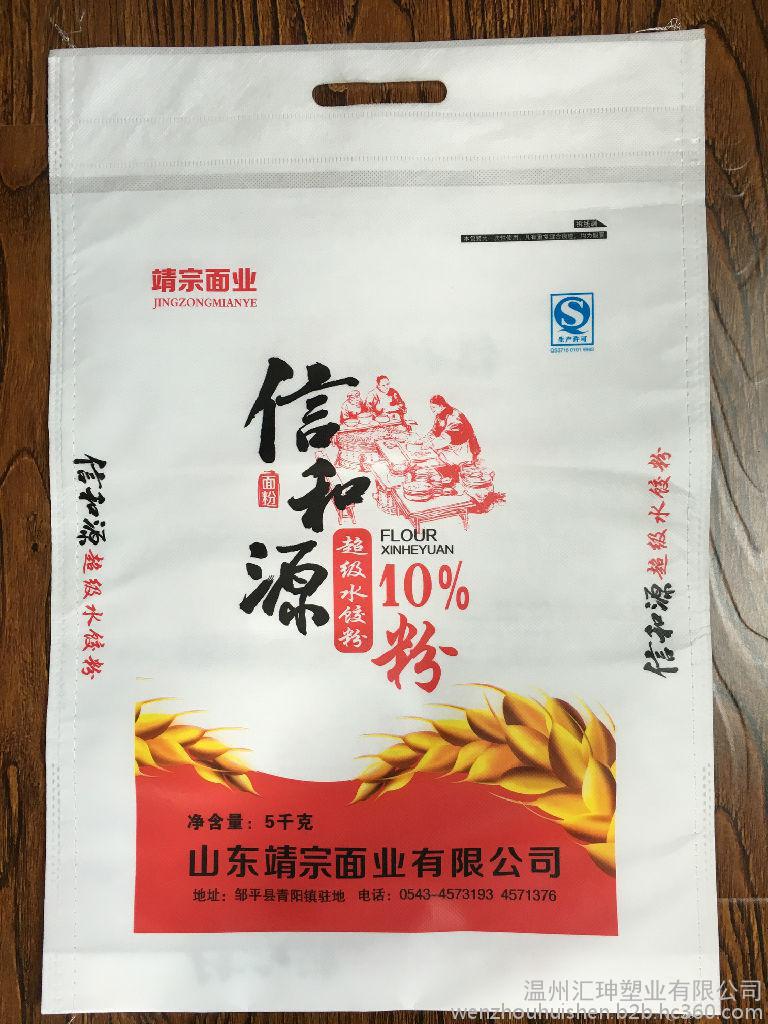 靖宗面业
JINGZONGMIANYE
生产许可
信和源
面粉
超级水饺粉
FLOUR
XINHEYUAN
10%
粉
信和源超级水饺粉
信和源超级水饺粉
净含量：5千克
山东靖宗面业有限公司
地址：邹平县青阳镇驻地 电话：0543-4573193 4571376
温州汇珅塑业有限公司
wenzhouhuishen.b2b.hc360.com